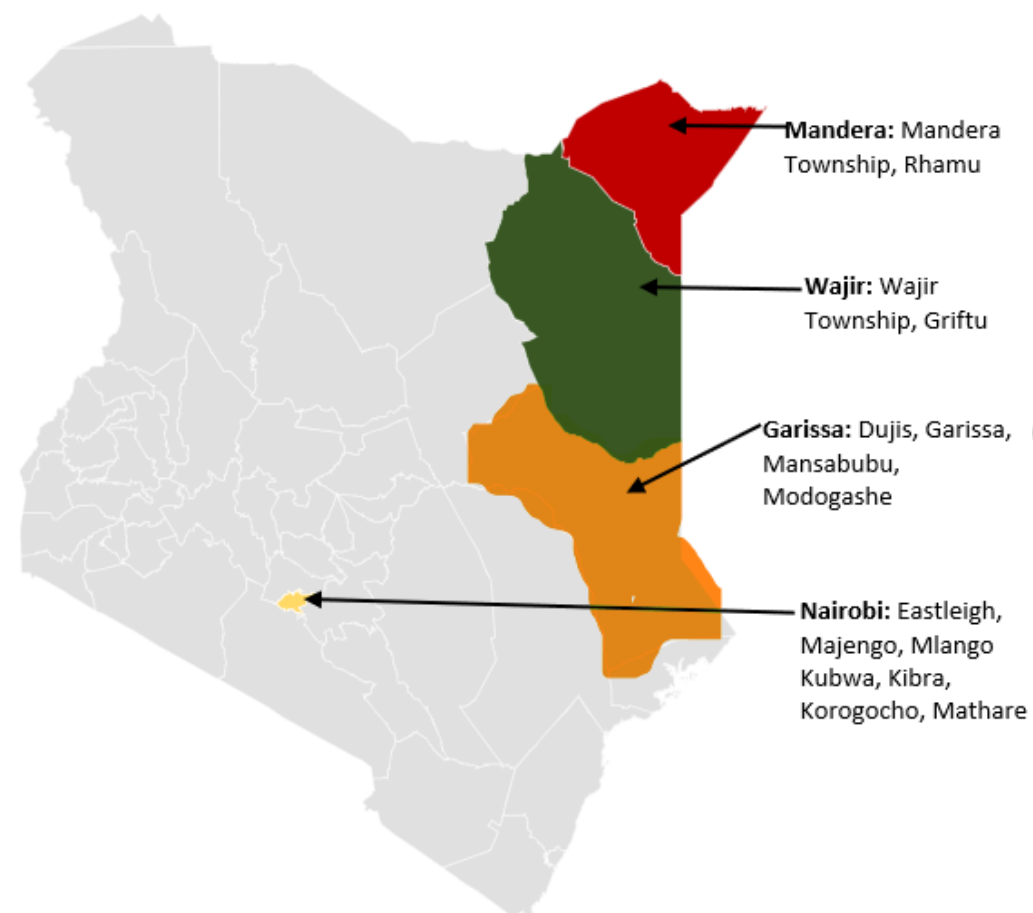 Mandera: Mandera
Township, Rhamu
Wajir: Wajir
Township, Griftu
Garissa: Dujis, Garissa,
Mansabubu,
Modogashe
Nairobi: Eastleigh,
Majengo, Mlango
Kubwa, Kibra,
Korogocho, Mathare